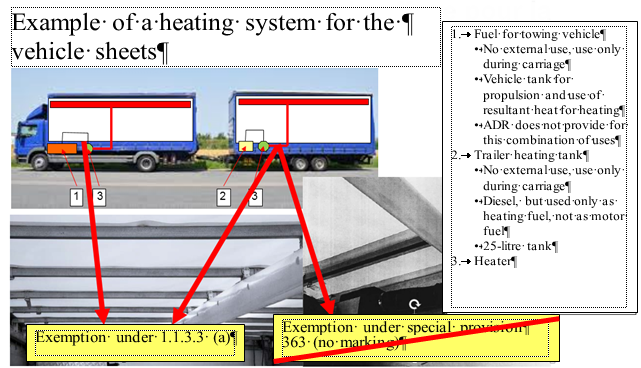 Example of a heating system for the ¶
vehicle sheets¶
1.→ Fuel for towing vehicle¶
•→No external use, use only
during carriage¶
•→Vehicle tank for
propulsion and use of
resultant heat for heating¶
•→ADR does not provide for
this combination of uses¶
2.→ Trailer heating tank¶
•→No external use, use only
during carriage¶
•→Diesel, but used only as
heating fuel, not as motor
fuel¶
•→25-litre tank¶
3.→ Heater¶
1
3
2
3
Exemption under 1.1.3.3 (a)¶
Exemption under special provision¶
363 (no marking)¶